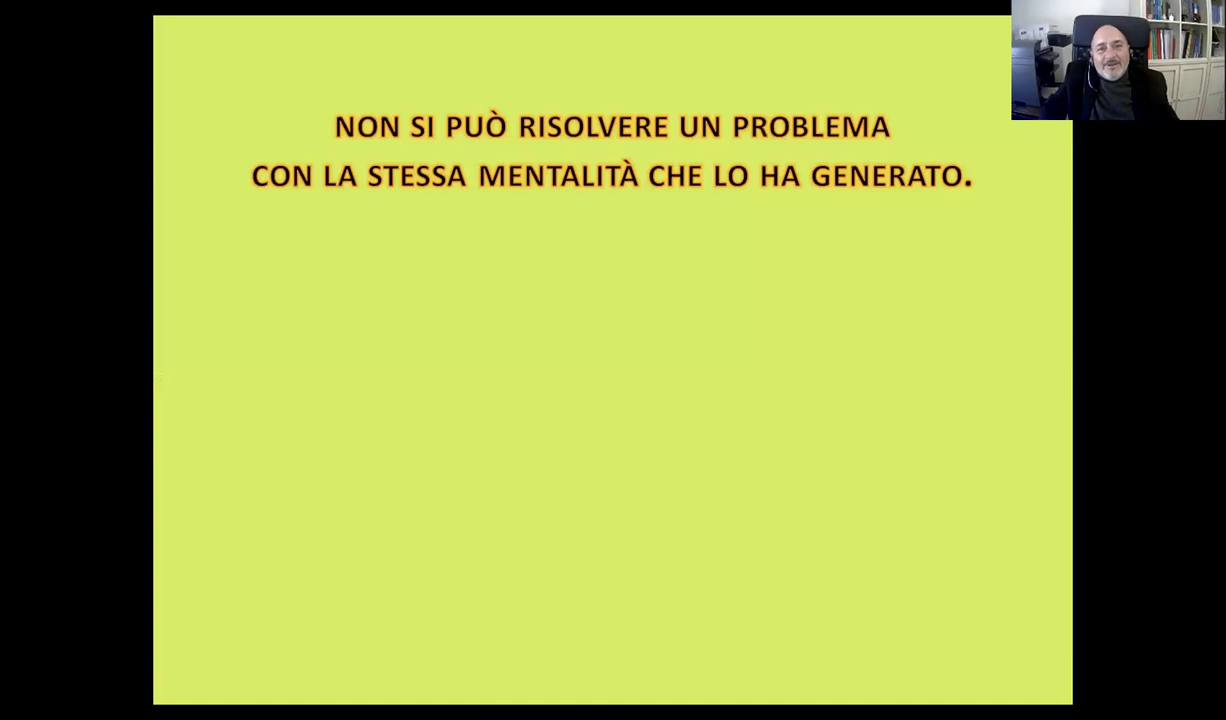 NON SI PUÒ RISOLVERE UN PROBLEMA
CON LA STESSA MENTALITÀ CHE LO HA GENERATO.